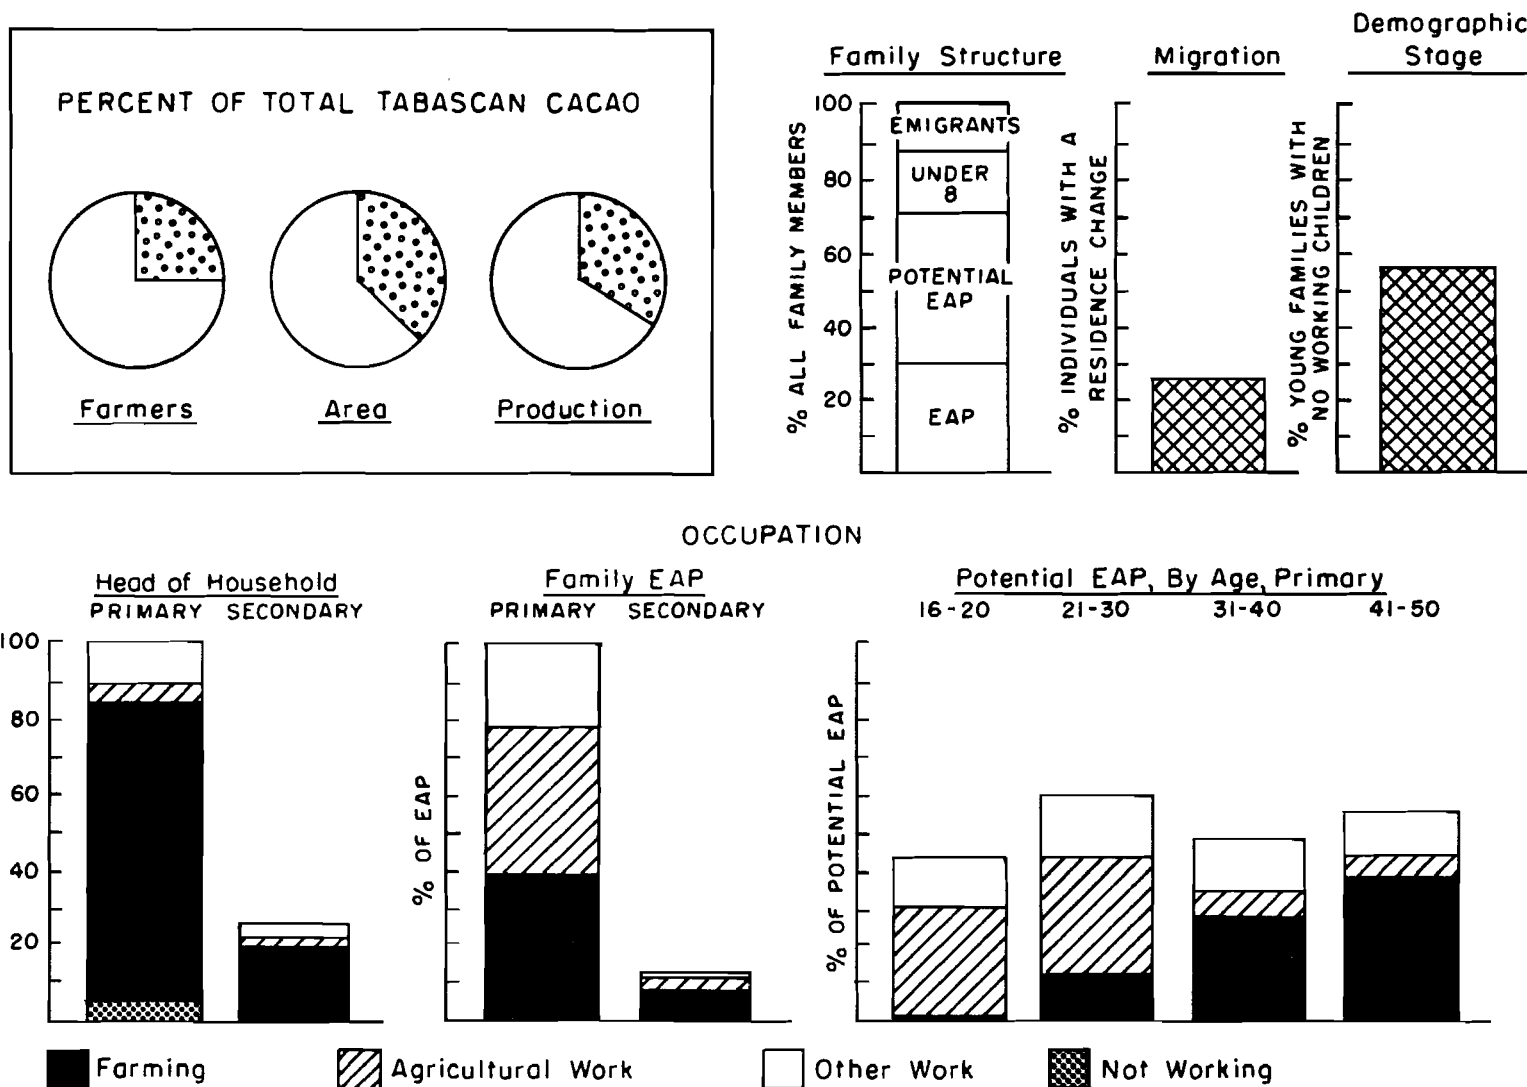 PERCENT OF TOTAL TABASCAN CACAO
Farmers
Area
Production
Family Structure
% ALL FAMILY MEMBERS
100
80
60
40
20
EMIGRANTS
UNDER
8
POTENTIAL
EAP
EAP
Migration
% INDIVIDUALS WITH A
RESIDENCE CHANGE
Demographic
Stage
% YOUNG FAMILIES WITH
NO WORKING CHILDREN
OCCUPATION
Head of Household
PRIMARY SECONDARY
100
80
60
40
20
Family EAP
PRIMARY SECONDARY
% OF EAP
Potential EAP, By Age, Primary
16-20 21-30 31-40 41-50
% OF POTENTIAL EAP
Farming
Agricultural Work
Other Work
Not Working